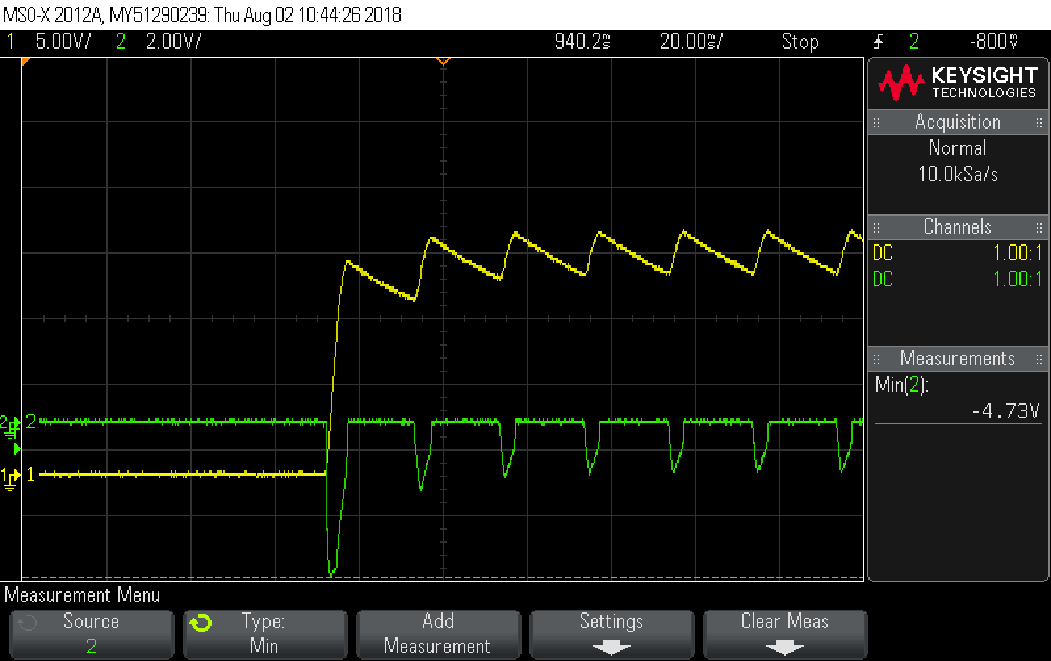 MSO-X 2012A, MY51290239: Thu Aug 02 10:44:26 2018
1 5.00V/ 2 2.00V/ 940.2ms 20.00ms/ Stop 2 -800mV
KEYSIGHT
TECHNOLOGIES
Acquisition
Normal
10.0kSa/s
Channels
DC 1.00:1
DC 1.00:1
Measurements
Min(2):
-4.73V
2 2
1 1
Measurement Menu
Source
2
Type:
Min
Add
Measurement
Settings
Clear Meas